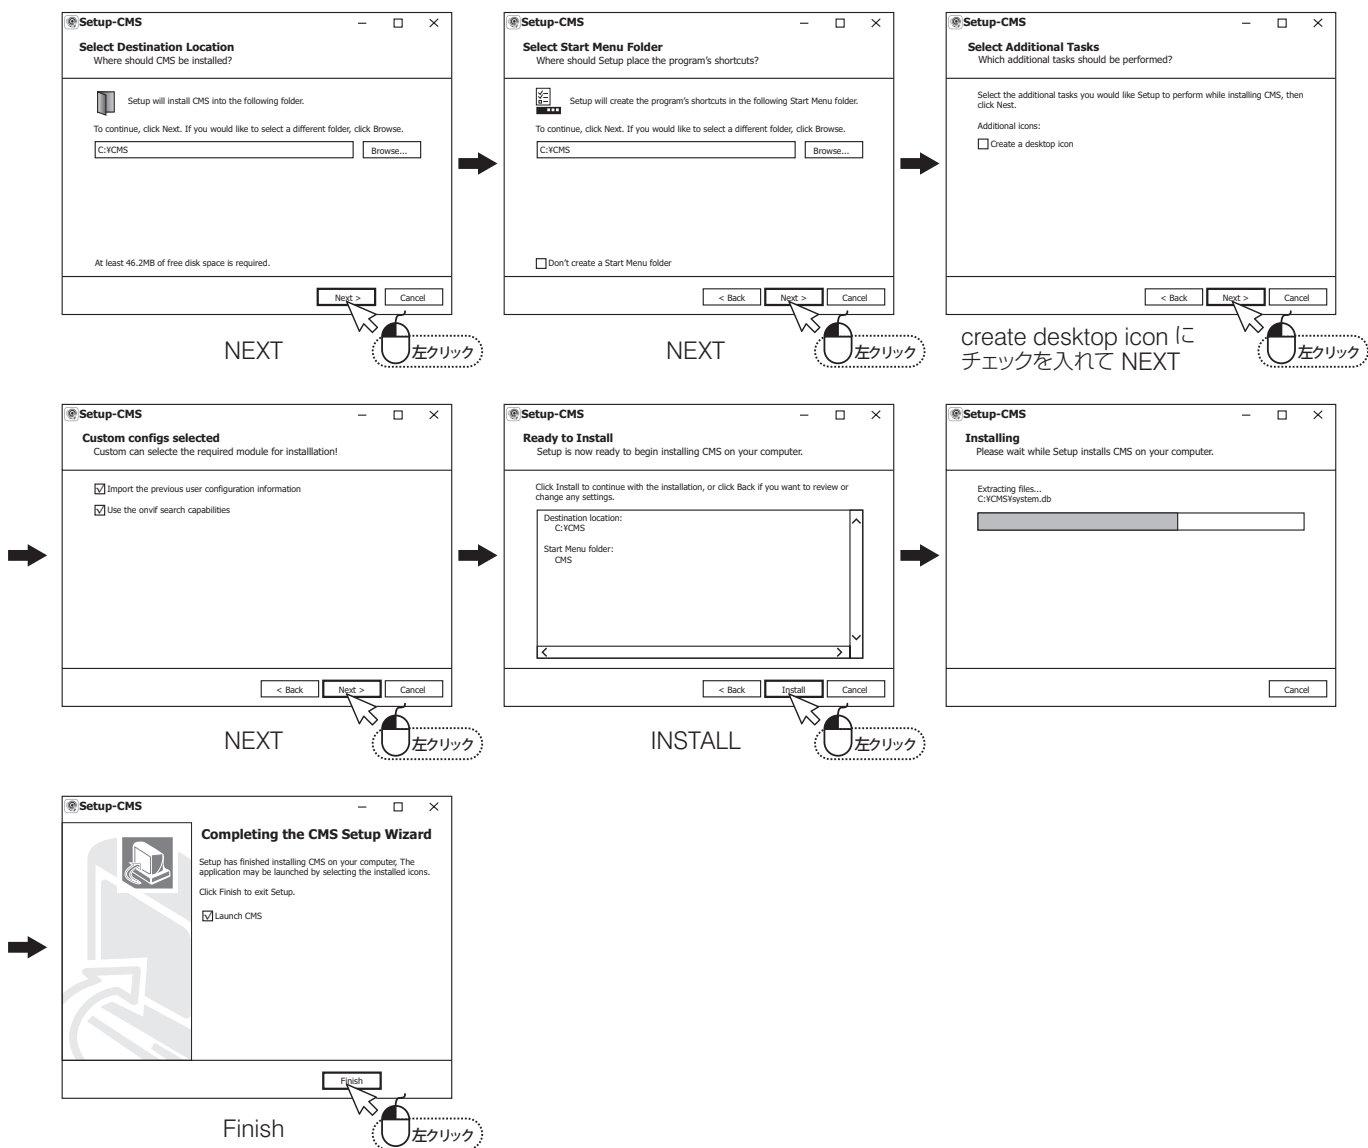 Setup-CMS
Select Destination Location
Where should CMS be installed?
Setup will install CMS into the following folder.
To continue, click Next. If you would like to select a different folder, click Browse.
C:¥CMS
Browse...
At least 46.2MB of free disk space is required.
Next >
Cancel
NEXT
左クリック
Setup-CMS
Select Start Menu Folder
Where should Setup place the program's shortcuts?
Setup will create the program's shortcuts in the following Start Menu folder.
To continue, click Next. If you would like to select a different folder, click Browse.
C:¥CMS
Browse...
Don't create a Start Menu folder
< Back
Next >
Cancel
NEXT
左クリック
Setup-CMS
Select Additional Tasks
Which additional tasks should be performed?
Select the additional tasks you would like Setup to perform while installing CMS, then
click Nest.
Additional icons:
Create a desktop icon
< Back
Next >
Cancel
create desktop icon に
チェックを入れて NEXT
左クリック
Setup-CMS
Custom configs selected
Custom can selecte the required module for installlation!
Import the previous user configuration information
Use the onvif search capabilities
< Back
Next >
Cancel
NEXT
左クリック
Setup-CMS
Ready to Install
Setup is now ready to begin installing CMS on your computer.
Click Install to continue with the installation, or click Back if you want to review or
change any settings.
Destination location:
C:¥CMS
Start Menu folder:
CMS
< Back
Install
Cancel
INSTALL
左クリック
Setup-CMS
Installing
Please wait while Setup installs CMS on your computer.
Extracting files...
C:¥CMS¥system.db
Cancel
Setup-CMS
Completing the CMS Setup Wizard
Setup has finished installing CMS on your computer, The
application may be launched by selecting the installed icons.
Click Finish to exit Setup.
Launch CMS
Finish
Finish
左クリック